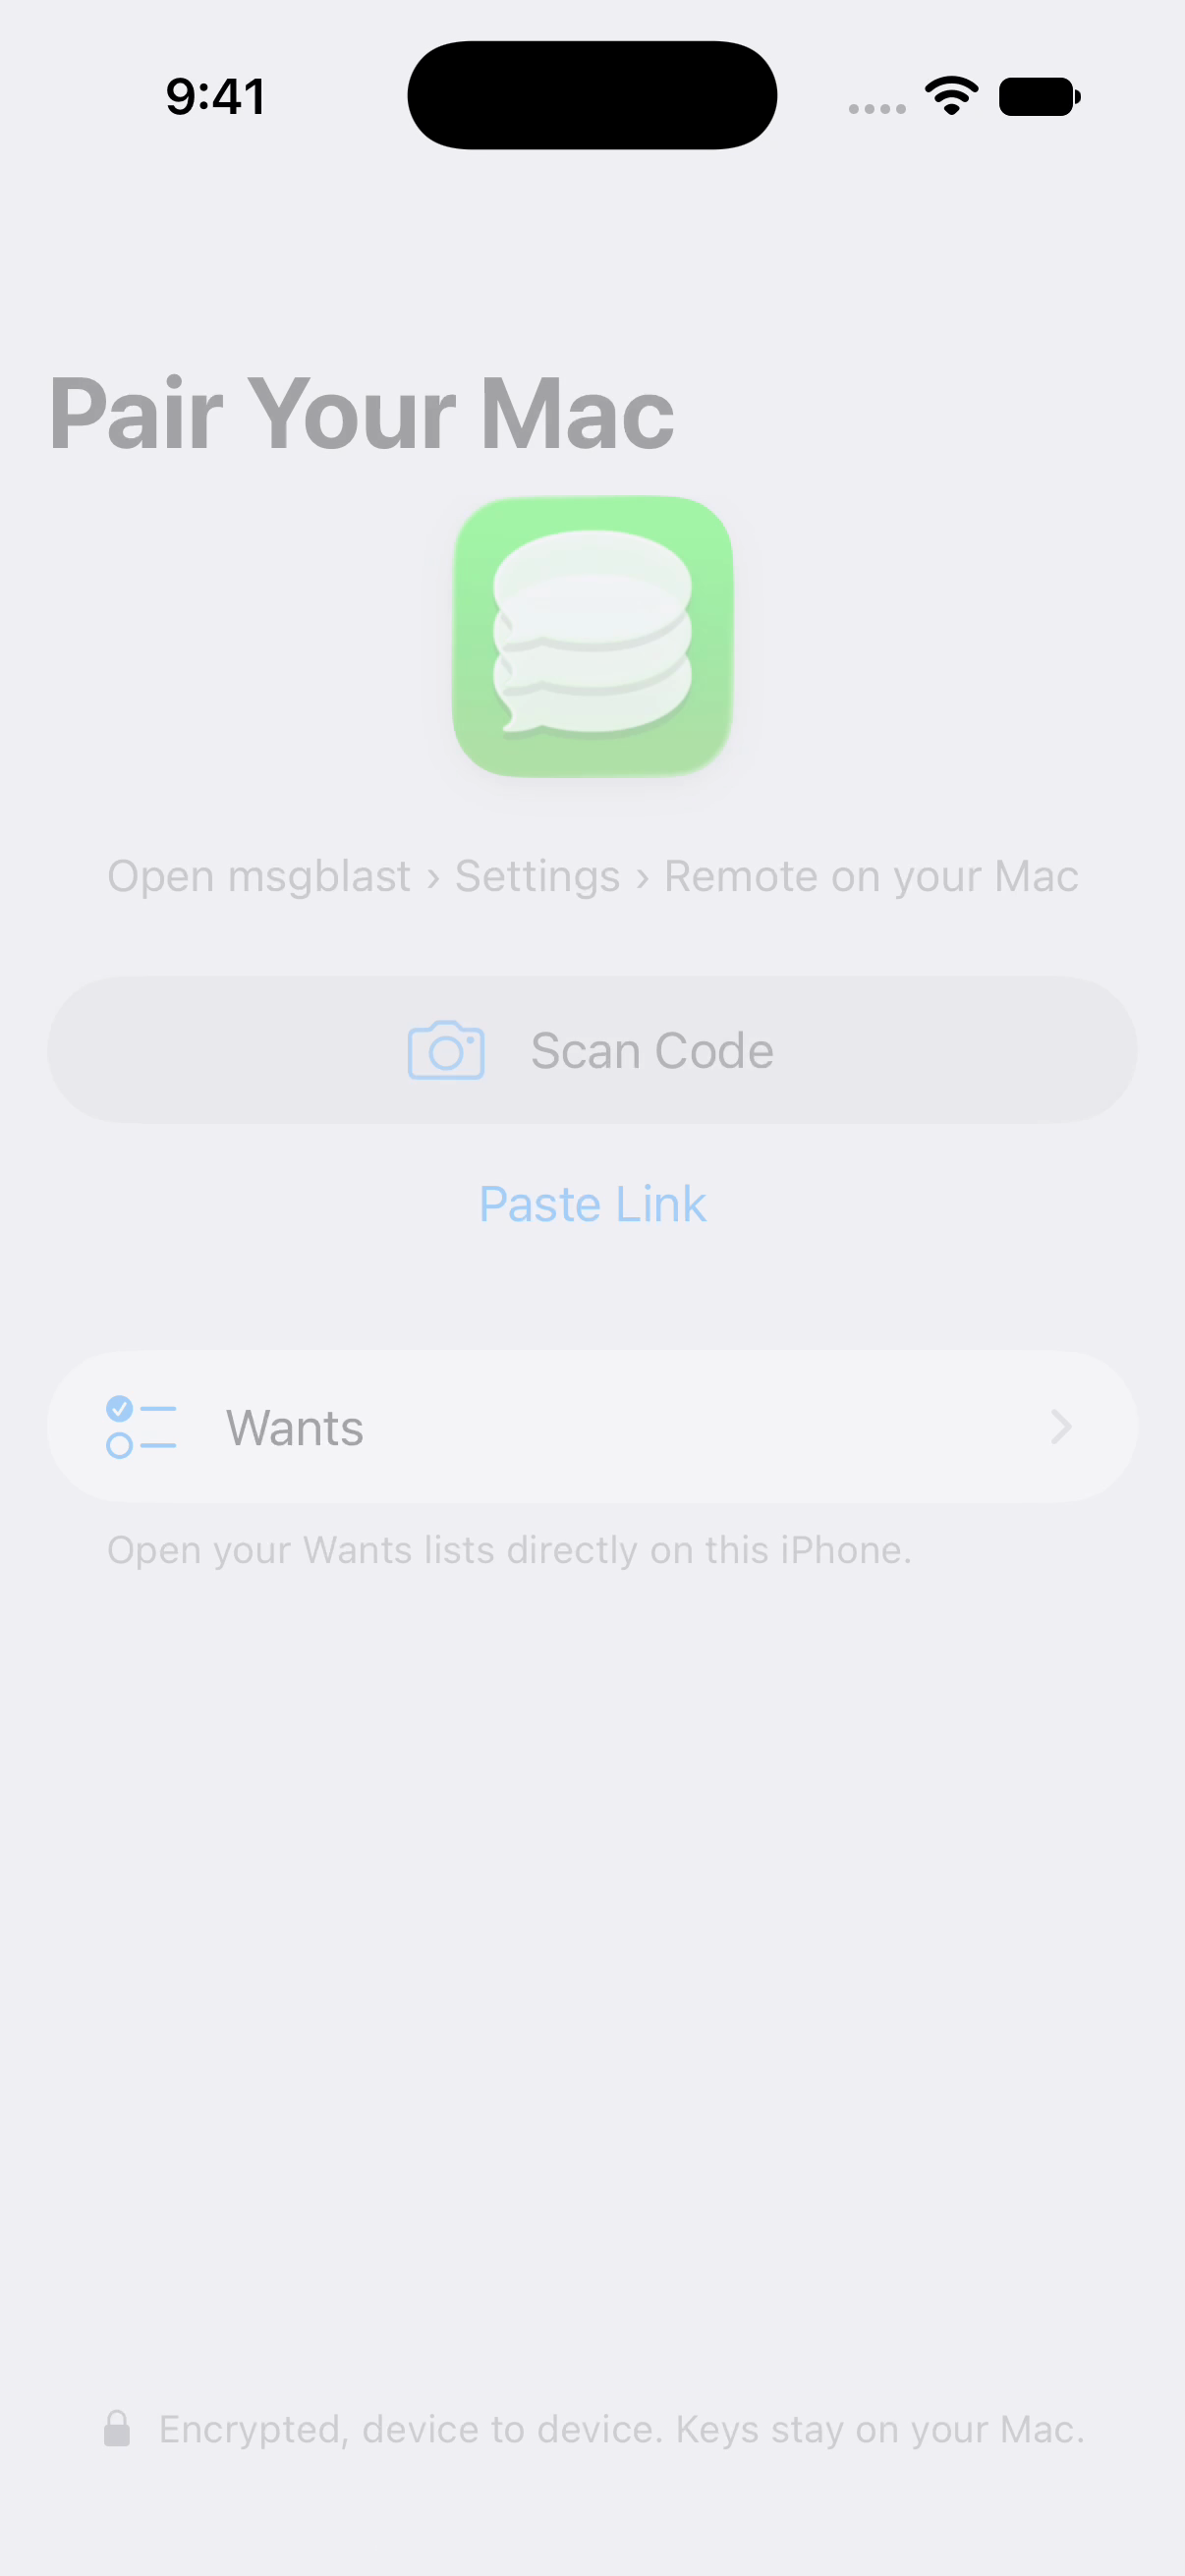 9:41
Pair Your Mac
Open msgblast › Settings › Remote on your Mac
Scan Code
Paste Link
Wants
Open your Wants lists directly on this iPhone.
Encrypted, device to device. Keys stay on your Mac.